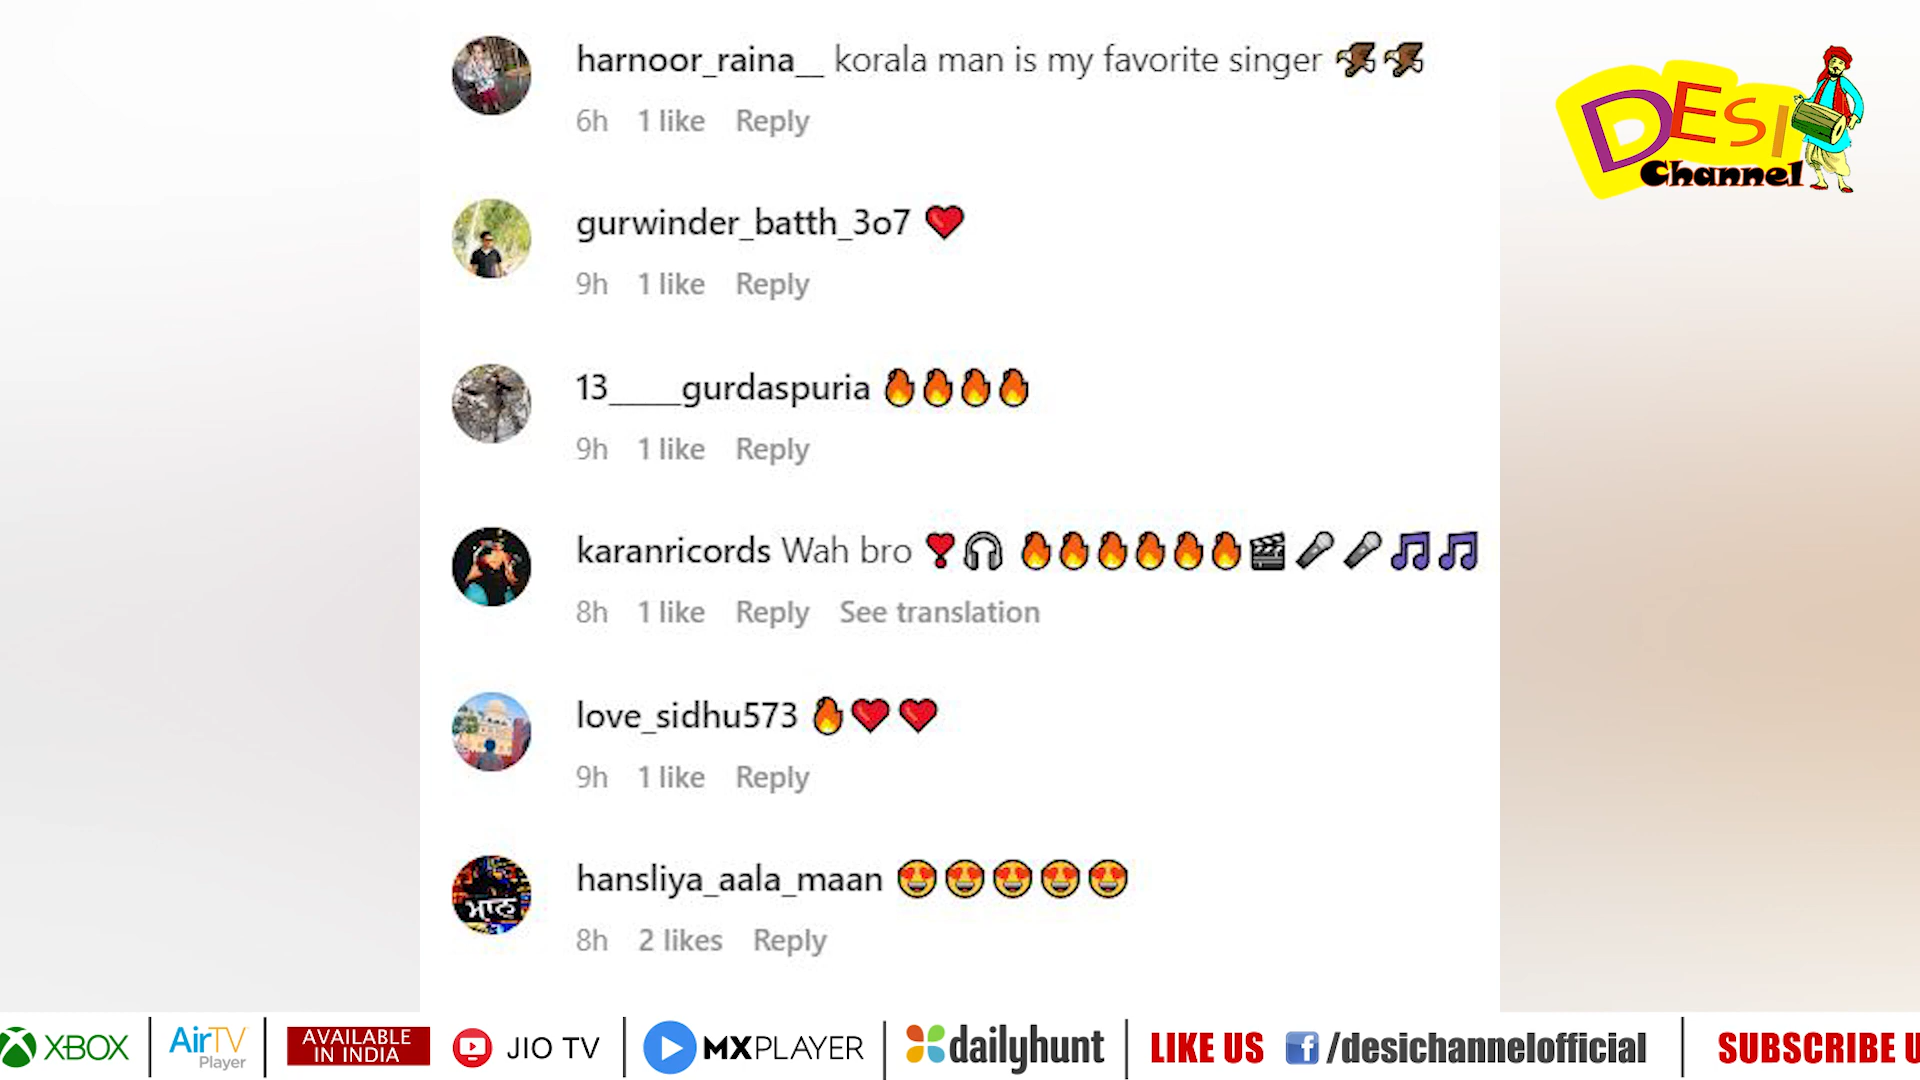 harnoor_raina__ korala man is my favorite singer 🦅🦅
6h 1 like Reply
DESI
Channel
gurwinder_batth_3o7 ❤️
9h 1 like Reply
13_____gurdaspuria 🔥🔥🔥🔥
9h 1 like Reply
karanricords Wah bro ❣️🎧 🔥🔥🔥🔥🔥🔥🎬🎤🎤🎵🎵
8h 1 like Reply See translation
love_sidhu573 🔥❤️❤️
9h 1 like Reply
hansliya_aala_maan 😍😍😍😍😍
ਮਾਨ
8h 2 likes Reply
XBOX AirTV Player AVAILABLE IN INDIA JIO TV MXPLAYER dailyhunt LIKE US f /desichannelofficial SUBSCRIBE U